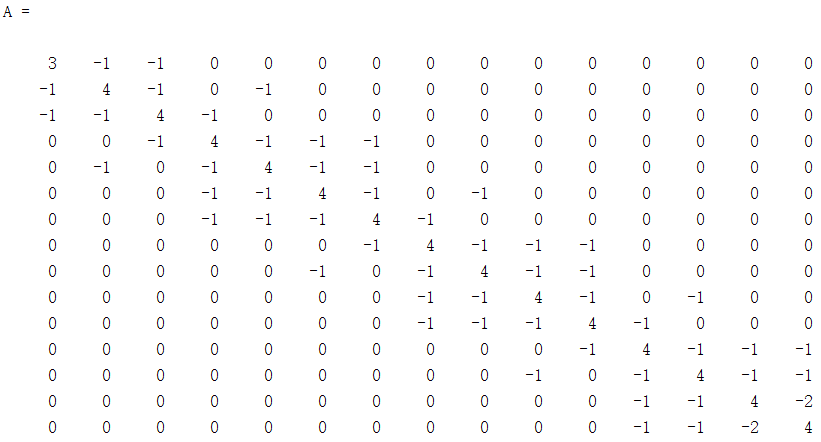 A =
3 -1 -1 0 0 0 0 0 0 0 0 0 0 0 0
-1 4 -1 0 -1 0 0 0 0 0 0 0 0 0 0
-1 -1 4 -1 0 0 0 0 0 0 0 0 0 0 0
0 0 -1 4 -1 -1 -1 0 0 0 0 0 0 0 0
0 -1 0 -1 4 -1 -1 0 0 0 0 0 0 0 0
0 0 0 -1 -1 4 -1 0 -1 0 0 0 0 0 0
0 0 0 -1 -1 -1 4 -1 0 0 0 0 0 0 0
0 0 0 0 0 0 -1 4 -1 -1 -1 0 0 0 0
0 0 0 0 0 -1 0 -1 4 -1 -1 0 0 0 0
0 0 0 0 0 0 0 -1 -1 4 -1 0 -1 0 0
0 0 0 0 0 0 0 -1 -1 -1 4 -1 0 0 0
0 0 0 0 0 0 0 0 0 0 -1 4 -1 -1 -1
0 0 0 0 0 0 0 0 0 -1 0 -1 4 -1 -1
0 0 0 0 0 0 0 0 0 0 0 -1 -1 4 -2
0 0 0 0 0 0 0 0 0 0 0 -1 -1 -2 4